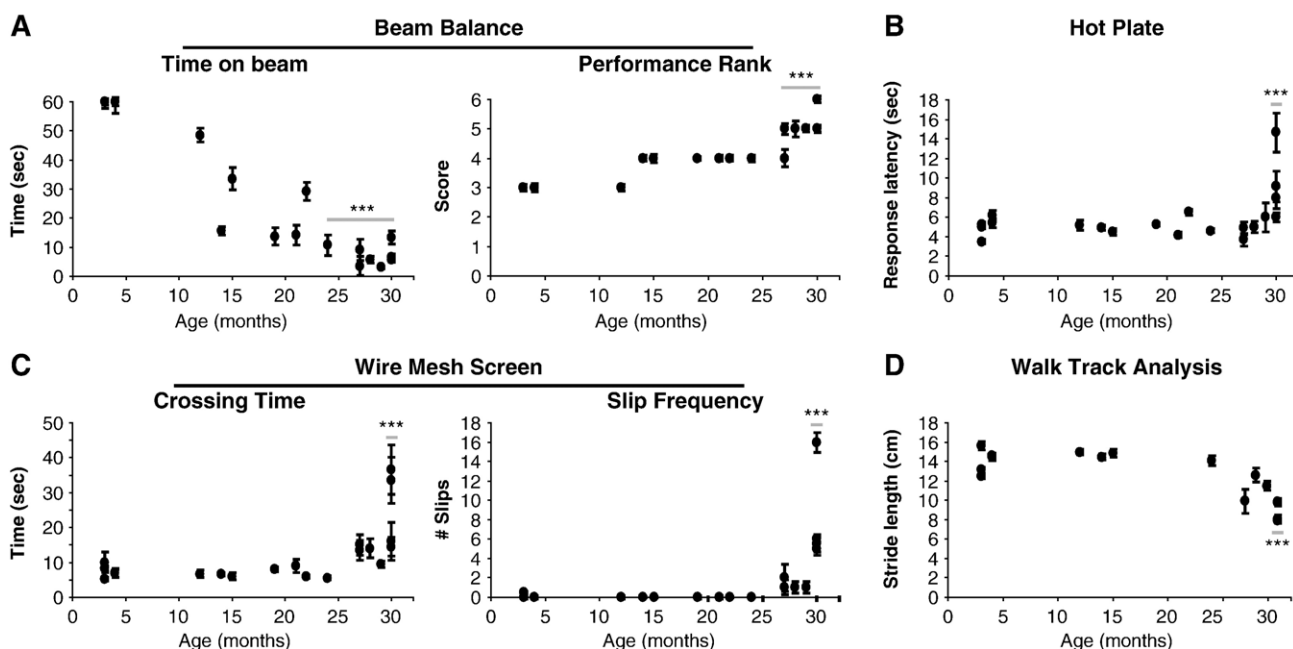 A
Beam Balance
Time on beam
Time (sec)
60
50
40
30
20
10
0
0 5 10 15 20 25 30
Age (months)
***
Performance Rank
Score
6
5
4
3
2
1
0
0 5 10 15 20 25 30
Age (months)
***
B
Hot Plate
Response latency (sec)
18
16
14
12
10
8
6
4
2
0
0 5 10 15 20 25 30
Age (months)
***
C
Wire Mesh Screen
Crossing Time
Time (sec)
50
40
30
20
10
0
0 5 10 15 20 25 30
Age (months)
***
Slip Frequency
# Slips
18
16
14
12
10
8
6
4
2
0
0 5 10 15 20 25 30
Age (months)
***
D
Walk Track Analysis
Stride length (cm)
18
16
14
12
10
8
6
4
2
0
0 5 10 15 20 25 30
Age (months)
***